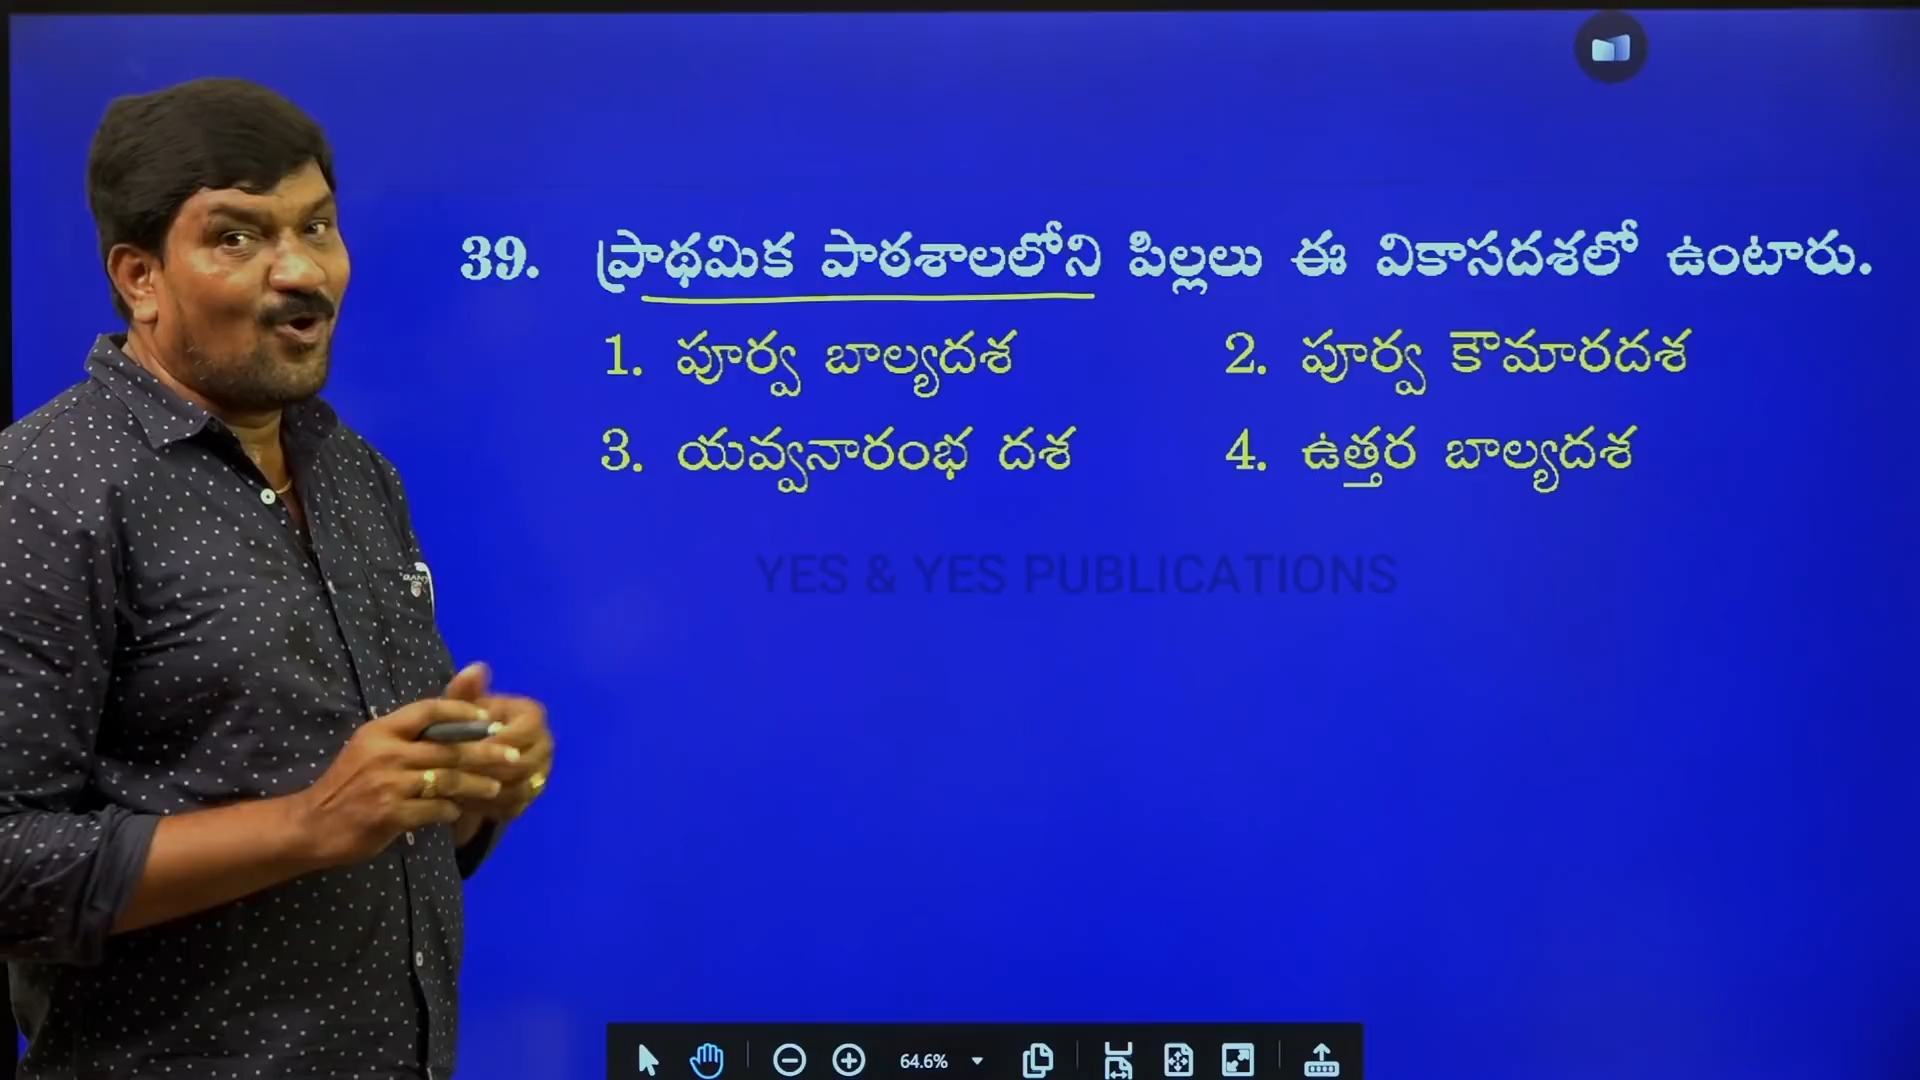 39. ప్రాథమిక పాఠశాలలోని పిల్లలు ఈ వికాసదశలో ఉంటారు.
1. పూర్వ బాల్యదశ 2. పూర్వ కౌమారదశ
3. యవ్వనారంభ దశ 4. ఉత్తర బాల్యదశ
YES & YES PUBLICATIONS
64.6%